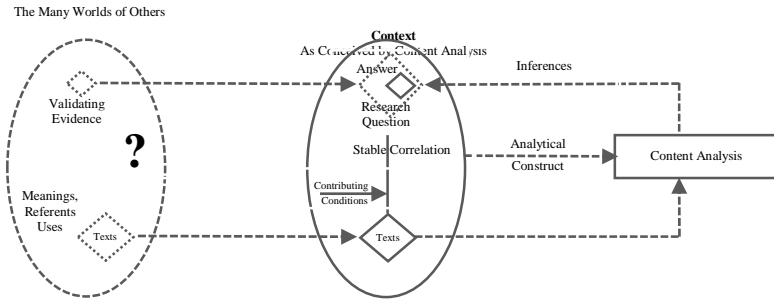 The Many Worlds of Others
Context
As Conceived by Content Analysis
Answer
Inferences
Validating
Evidence
Research
Question
?
Stable Correlation
Analytical
Construct
Content Analysis
Contributing
Conditions
Meanings,
Referents
Uses
Texts
Texts